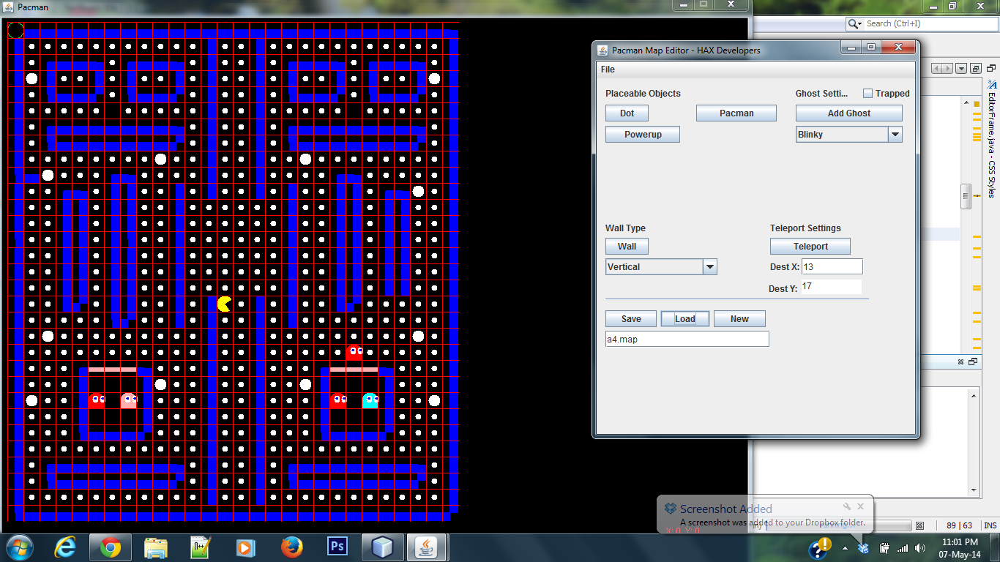 Pacman
Search (Ctrl+I)
Pacman Map Editor - HAX Developers
File
Placeable Objects
Ghost Setti...
Trapped
Dot
Pacman
Add Ghost
Powerup
Blinky
EditorFrame.java - CSS Styles
Wall Type
Teleport Settings
Wall
Teleport
Vertical
Dest X:
13
Dest Y:
17
Save
Load
New
a4.map
Screenshot Added
A screenshot was added to your Dropbox folder.
X: 0, Y: 0
89 | 63
INS
Ps
11:01 PM
07-May-14